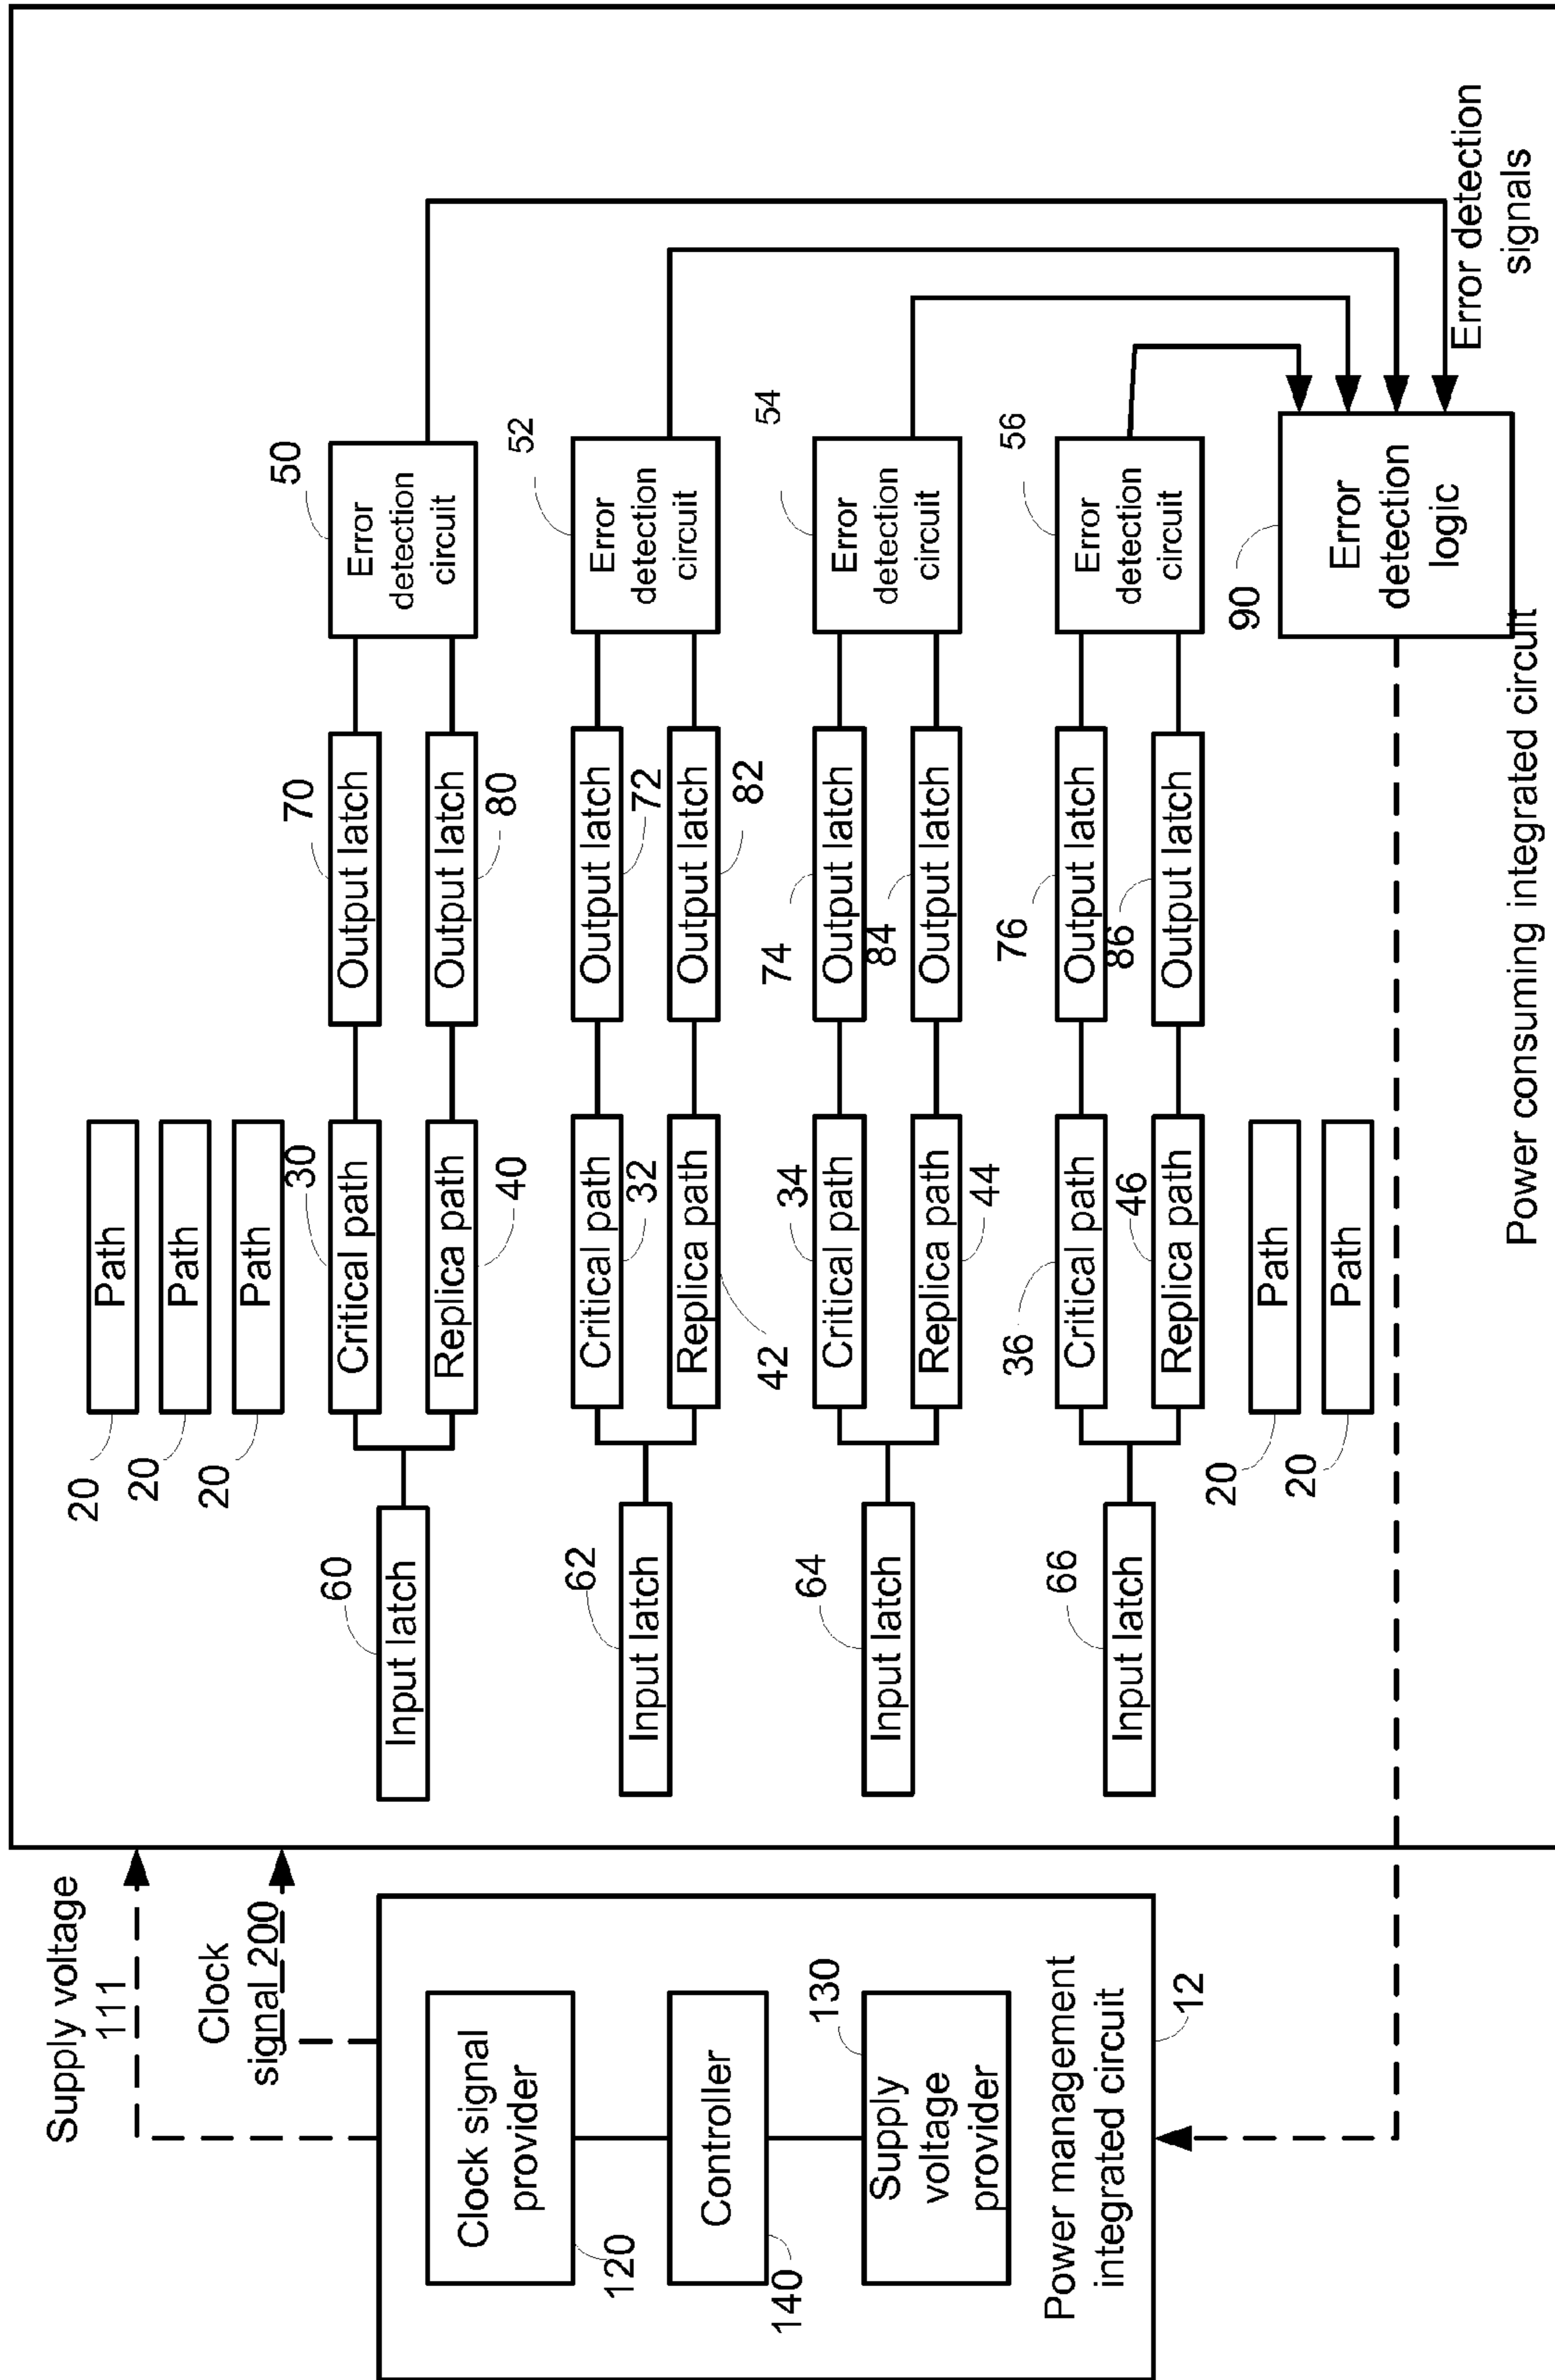 Supply voltage
111
Clock
signal 200
Clock signal
provider
120
Controller
140
Supply
voltage
provider
130
Power management
integrated circuit
12
Path
20
Path
20
Path
20
Input latch
60
Critical path
30
Replica path
40
Output latch
70
Output latch
80
Error
detection
circuit
50
Input latch
62
Critical path
32
Replica path
42
Output latch
72
Output latch
82
Error
detection
circuit
52
Input latch
64
Critical path
34
Replica path
44
Output latch
74
Output latch
84
Error
detection
circuit
54
Input latch
66
Critical path
36
Replica path
46
Output latch
76
Output latch
86
Error
detection
circuit
56
Path
20
Path
20
Error
detection
logic
90
Error detection
signals
Power consuming integrated circuit